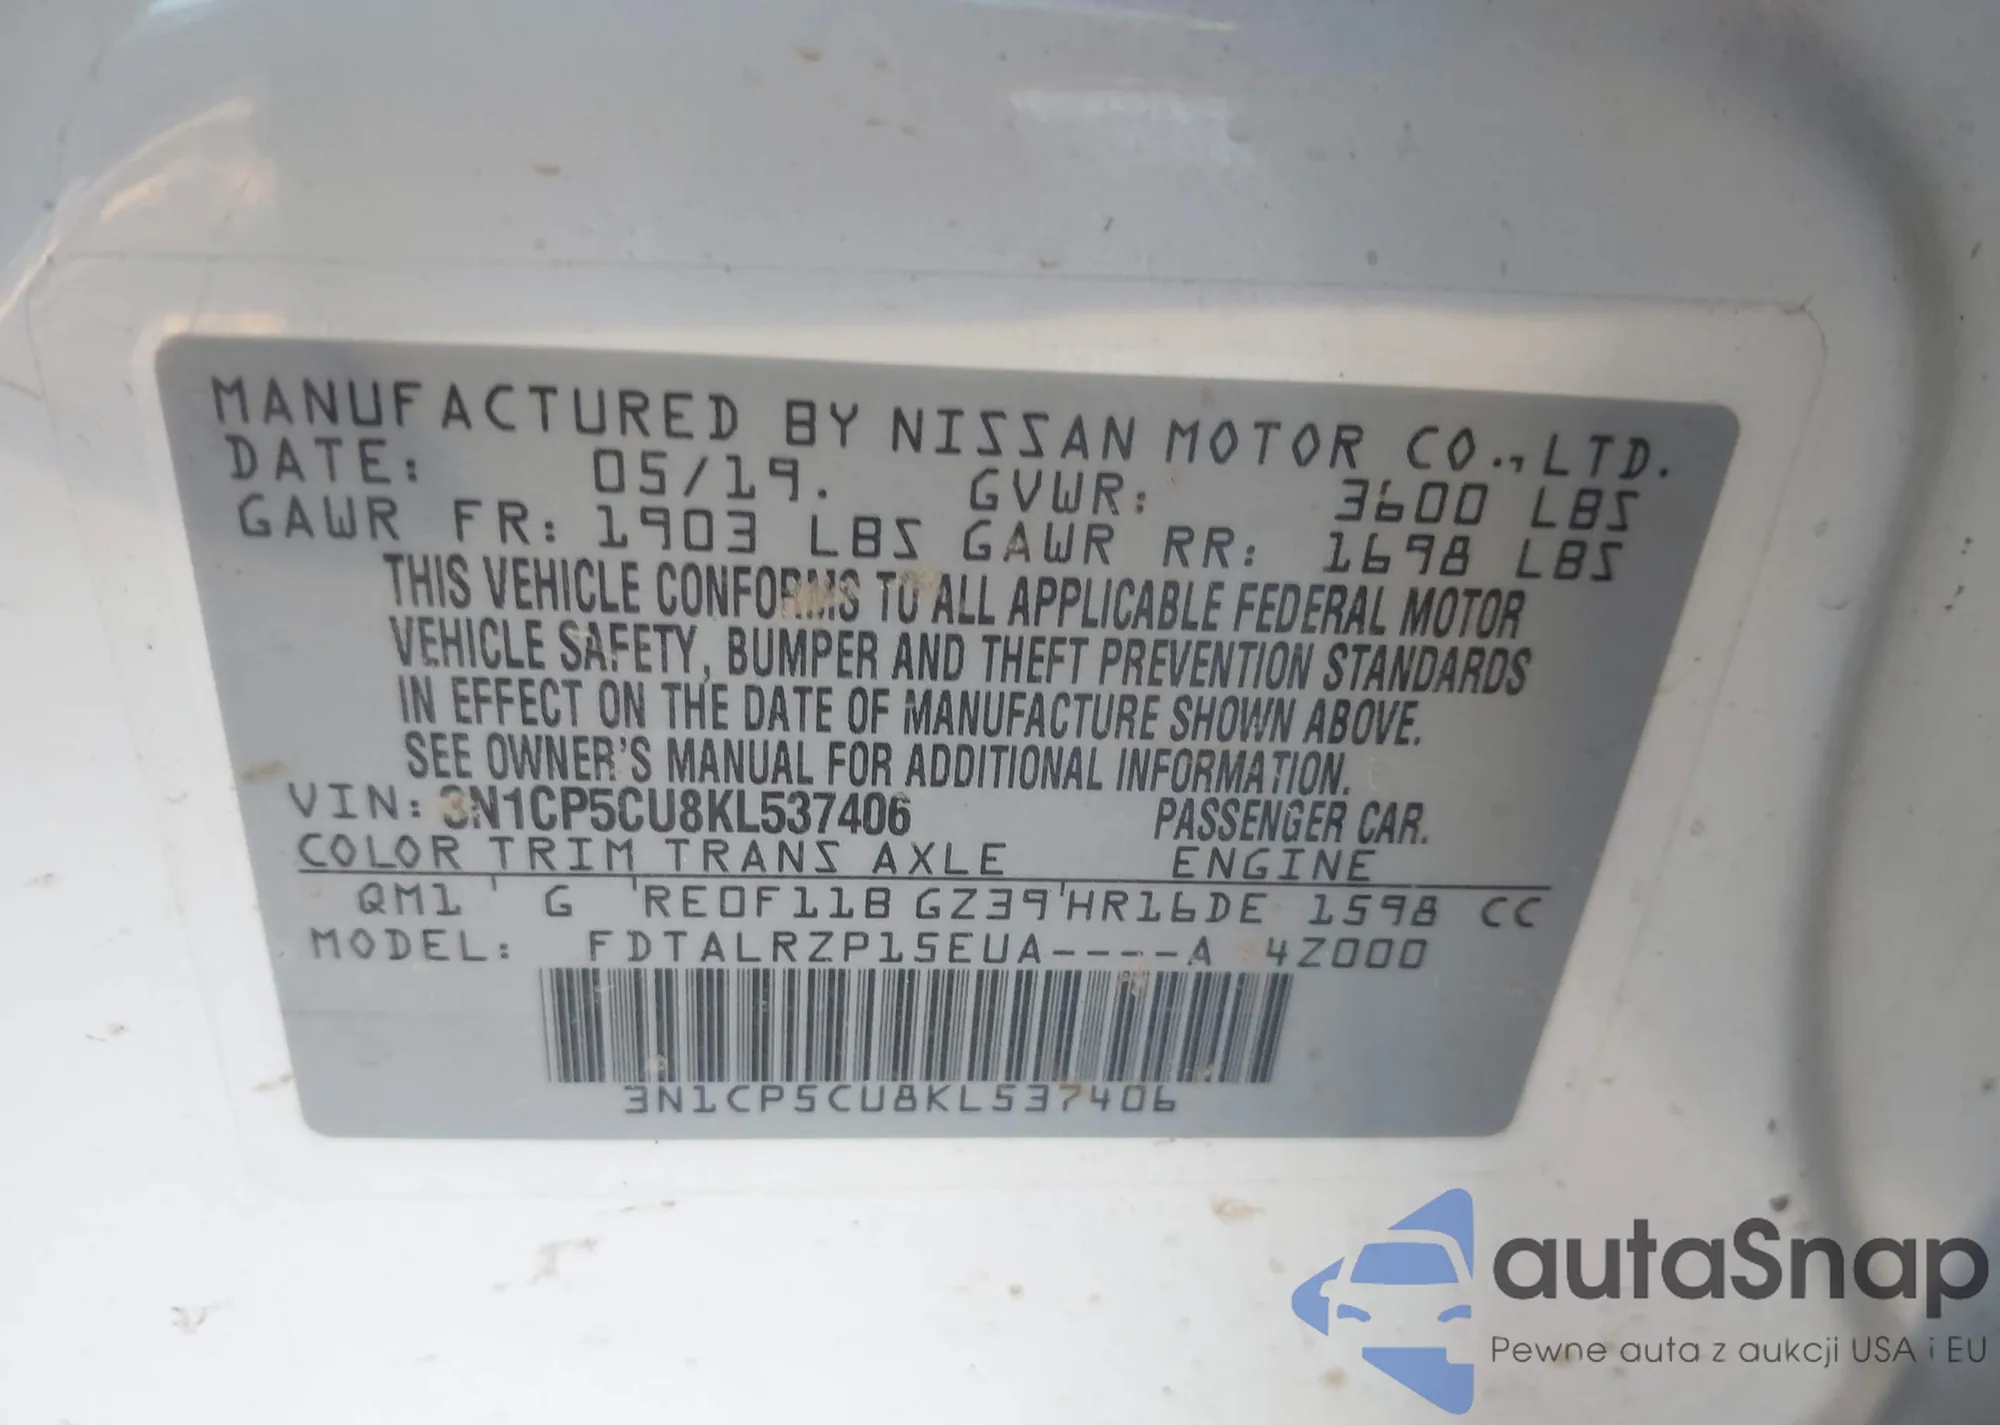 MANUFACTURED BY NISSAN MOTOR CO.,LTD.
DATE: 05/19. GVWR: 3600 LBS
GAWR FR: 1903 LBS GAWR RR: 1698 LBS
THIS VEHICLE CONFORMS TO ALL APPLICABLE FEDERAL MOTOR
VEHICLE SAFETY, BUMPER AND THEFT PREVENTION STANDARDS
IN EFFECT ON THE DATE OF MANUFACTURE SHOWN ABOVE.
SEE OWNER'S MANUAL FOR ADDITIONAL INFORMATION.
VIN: 3N1CP5CU8KL537406 PASSENGER CAR.
COLOR TRIM TRANS AXLE ENGINE
QM1 G RE0F11B GZ39 HR16DE 1598 CC
MODEL: FDTALRZP15EUA----A 4Z000
3N1CP5CU8KL537406
autaSnap
Pewne auta z aukcji USA i EU